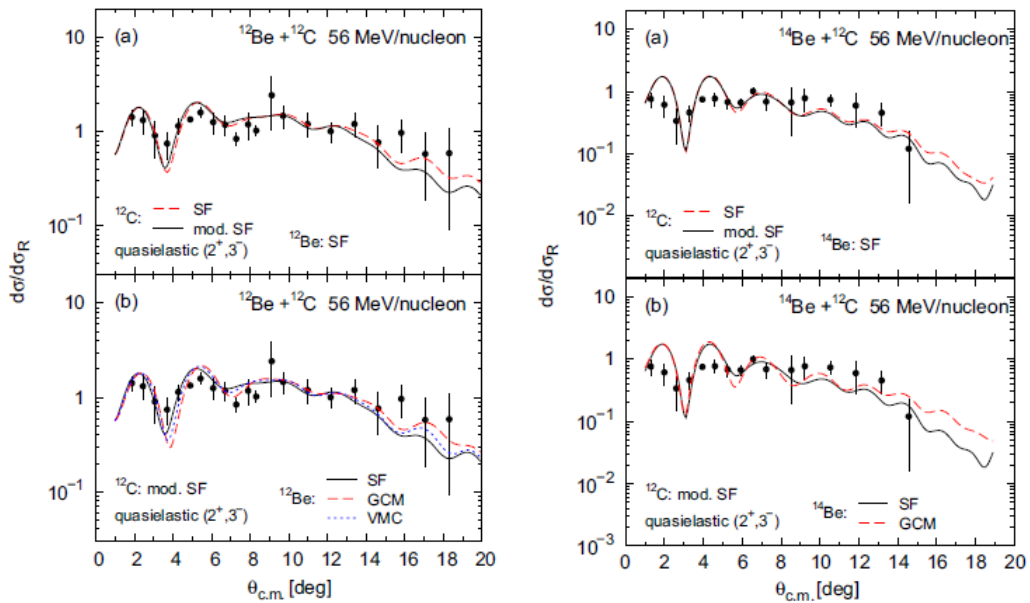 (a)
¹²Be + ¹²C 56 MeV/nucleon
10
1
10⁻¹
¹²C:
SF
mod. SF
quasielastic (2⁺,3⁻)
¹²Be: SF
dσ/dσ_R
(b)
¹²Be + ¹²C 56 MeV/nucleon
10
1
10⁻¹
¹²C: mod. SF
quasielastic (2⁺,3⁻)
¹²Be:
SF
GCM
VMC
0 2 4 6 8 10 12 14 16 18 20
θ_c.m. [deg]
(a)
¹⁴Be + ¹²C 56 MeV/nucleon
10
1
10⁻¹
10⁻²
¹²C:
SF
mod. SF
quasielastic (2⁺,3⁻)
¹⁴Be: SF
dσ/dσ_R
(b)
¹⁴Be + ¹²C 56 MeV/nucleon
10
1
10⁻¹
10⁻²
10⁻³
¹²C: mod. SF
quasielastic (2⁺,3⁻)
¹⁴Be:
SF
GCM
0 2 4 6 8 10 12 14 16 18 20
θ_c.m. [deg]